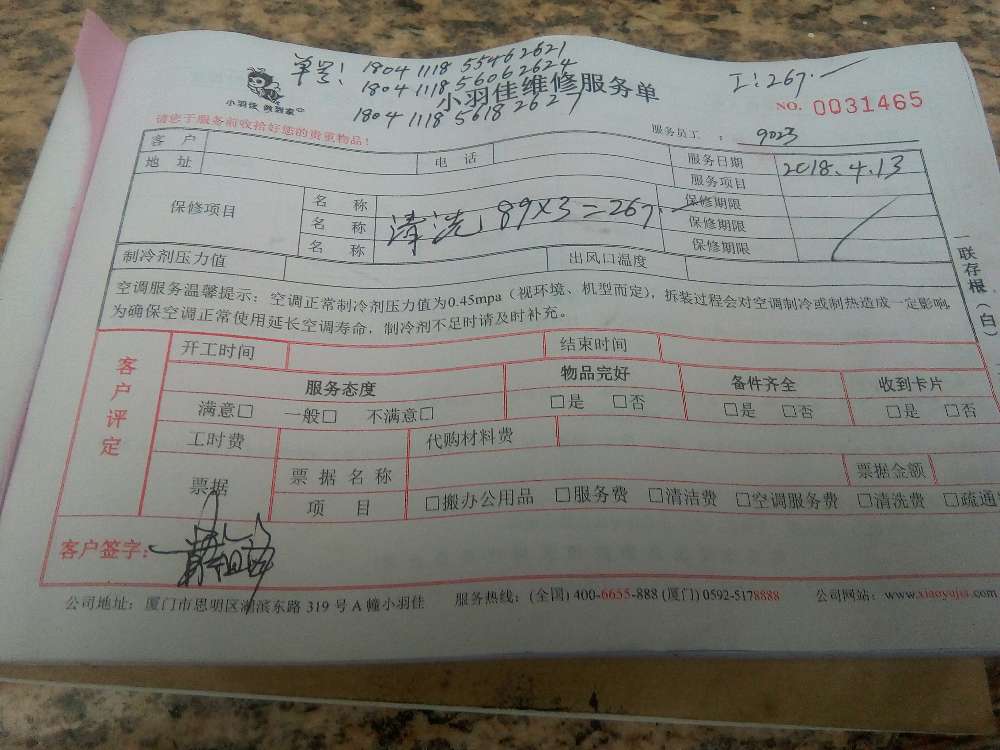 单号: 1804 1118 55462621
1804 1118 56062624
1804 1118 5618 2627
工:267.
小羽佳维修服务单
NO. 0031465
小羽佳 做到家
请您于服务前收拾好您的贵重物品!
服务员工 : 9023
客 户 电 话 服务日期 2018.4.13
地 址 服务项目
保修项目 名 称 保修期限
名 称 清洗 89X3=267. 保修期限
名 称 保修期限
制冷剂压力值 出风口温度
空调服务温馨提示:空调正常制冷剂压力值为0.45mpa(视环境、机型而定),拆装过程会对空调制冷或制热造成一定影响,
为确保空调正常使用延长空调寿命,制冷剂不足时请及时补充。
一联存根(白)
客户评定
开工时间 结束时间
服务态度 物品完好 备件齐全 收到卡片
满意□ 一般□ 不满意□ □是 □否 □是 □否 □是 □否
工时费 代购材料费
票据 票据名称 票据金额
项 目 □搬办公用品 □服务费 □清洁费 □空调服务费 □清洗费 □疏通
客户签字:
公司地址:厦门市思明区湖滨东路 319 号 A 幢小羽佳 服务热线:(全国) 400-6655-888 (厦门) 0592-5178888 公司网站:www.xiaoyujia.com